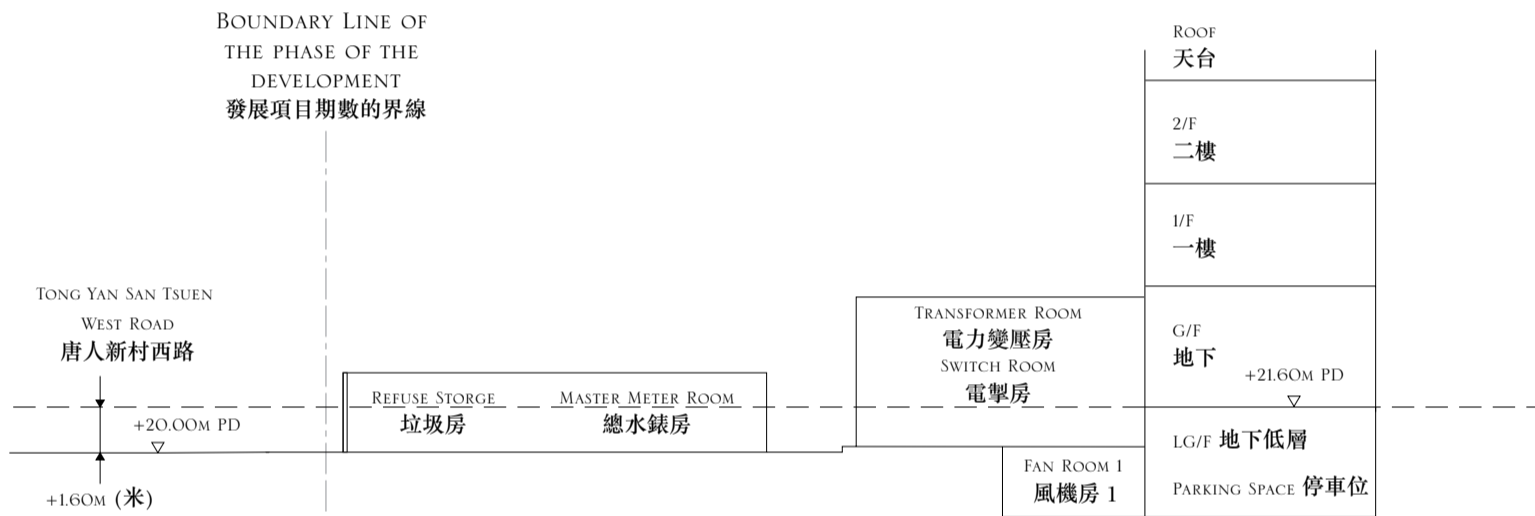 BOUNDARY LINE OF
THE PHASE OF THE
DEVELOPMENT
發展項目期數的界線
ROOF
天台
2/F
二樓
1/F
一樓
TONG YAN SAN TSUEN
WEST ROAD
唐人新村西路
TRANSFORMER ROOM
電力變壓房
SWITCH ROOM
電掣房
G/F
地下
+21.60M PD
REFUSE STORGE
垃圾房
MASTER METER ROOM
總水錶房
+20.00M PD
+1.60M (米)
LG/F 地下低層
PARKING SPACE 停車位
FAN ROOM 1
風機房 1